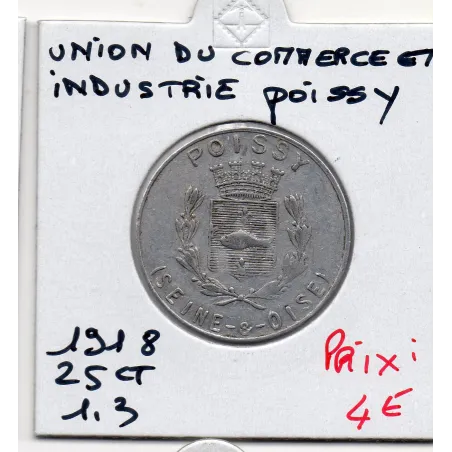 UNION DU COMMERCE ET
INDUSTRIE POISSY
POISSY
(SEINE-&-OISE)
1918
25 CT
1.3
PRIX:
4E